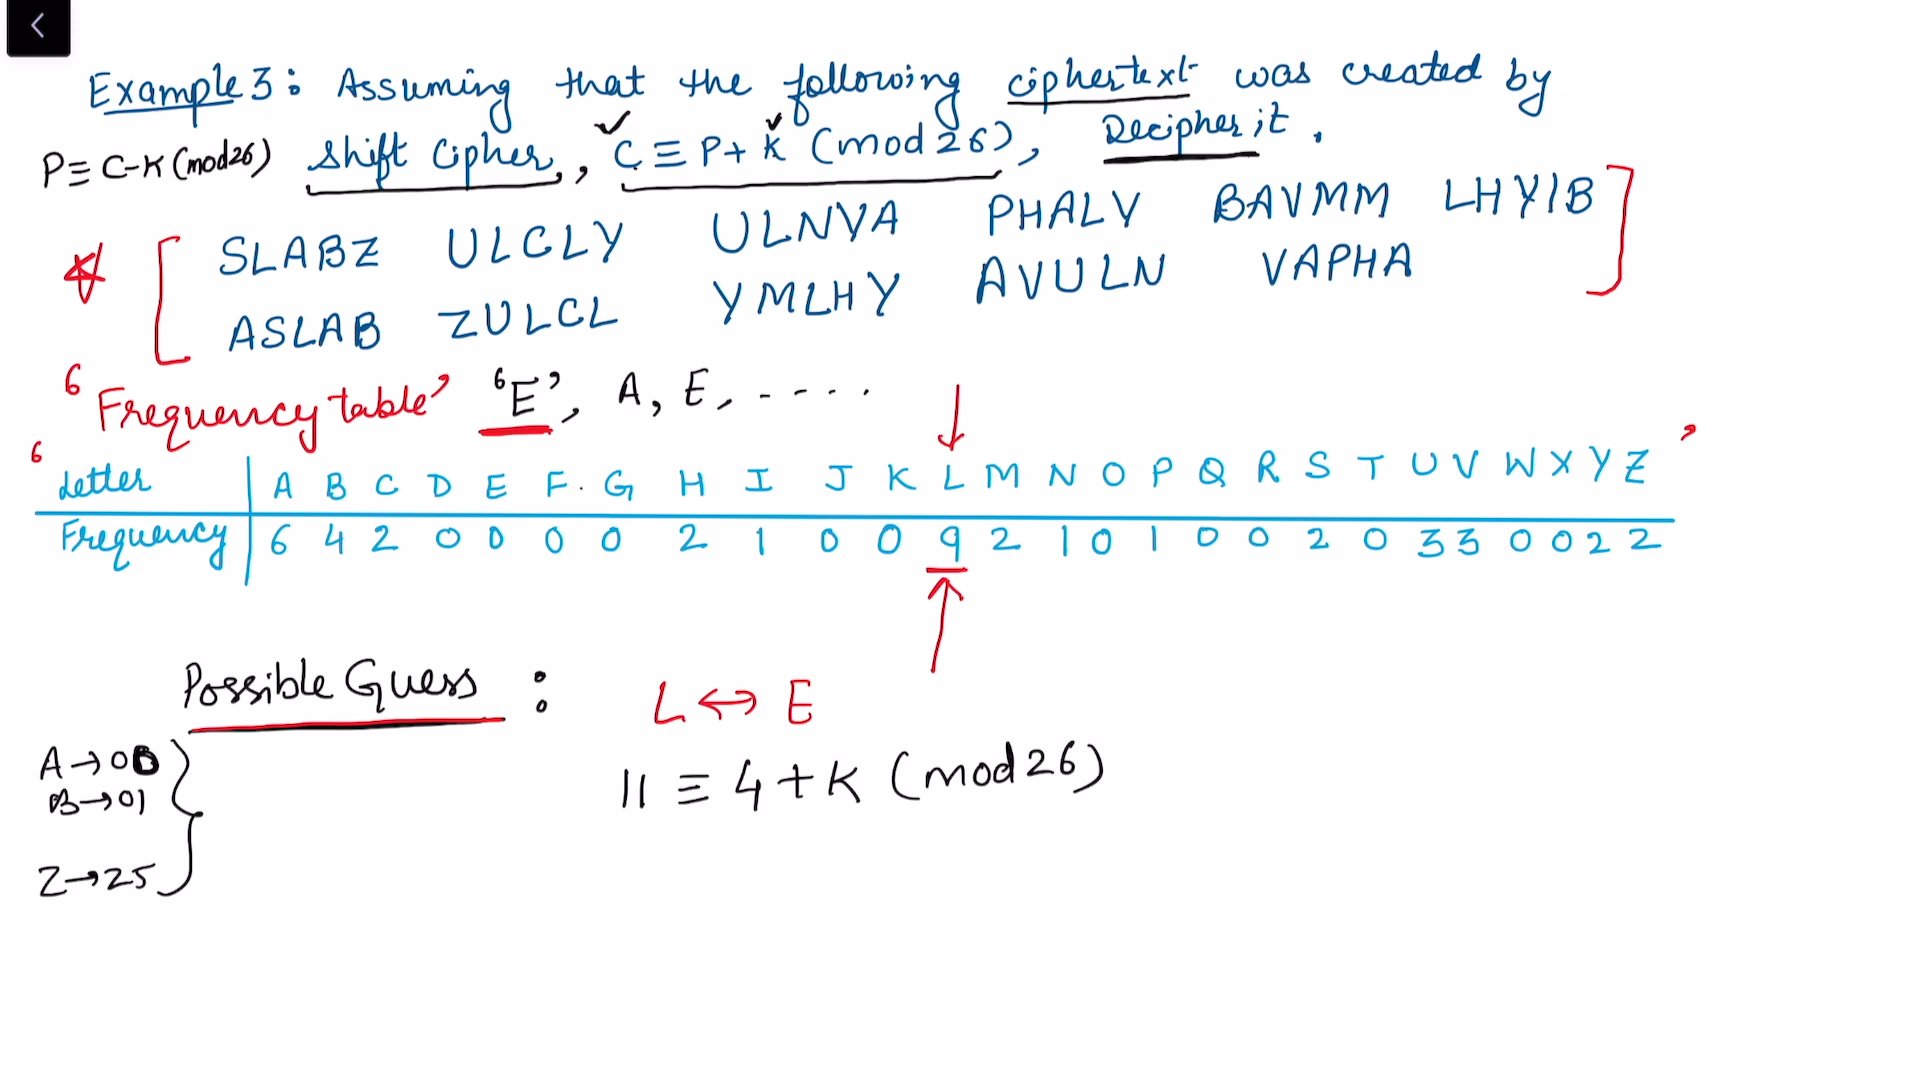 Example 3: Assuming that the following ciphertext was created by
P≡ C-K (mod 26) Shift Cipher, , C ≡ P + K (mod 26), Decipher it.
SLABZ ULCLY ULNVA PHALV BAVMM LHYIB
ASLAB ZULCL YMLHY AVULN VAPHA
"Frequency table" "E", A, E, - - - - .
Letter A B C D E F. G H I J K L M N O P Q R S T U V W X Y Z
Frequency 6 4 2 0 0 0 0 2 1 0 0 9 2 1 0 1 0 0 2 0 3 3 0 0 2 2
Possible Guess : L ↔ E
A → 00
B → 01
11 ≡ 4 + K (mod 26)
Z → 25